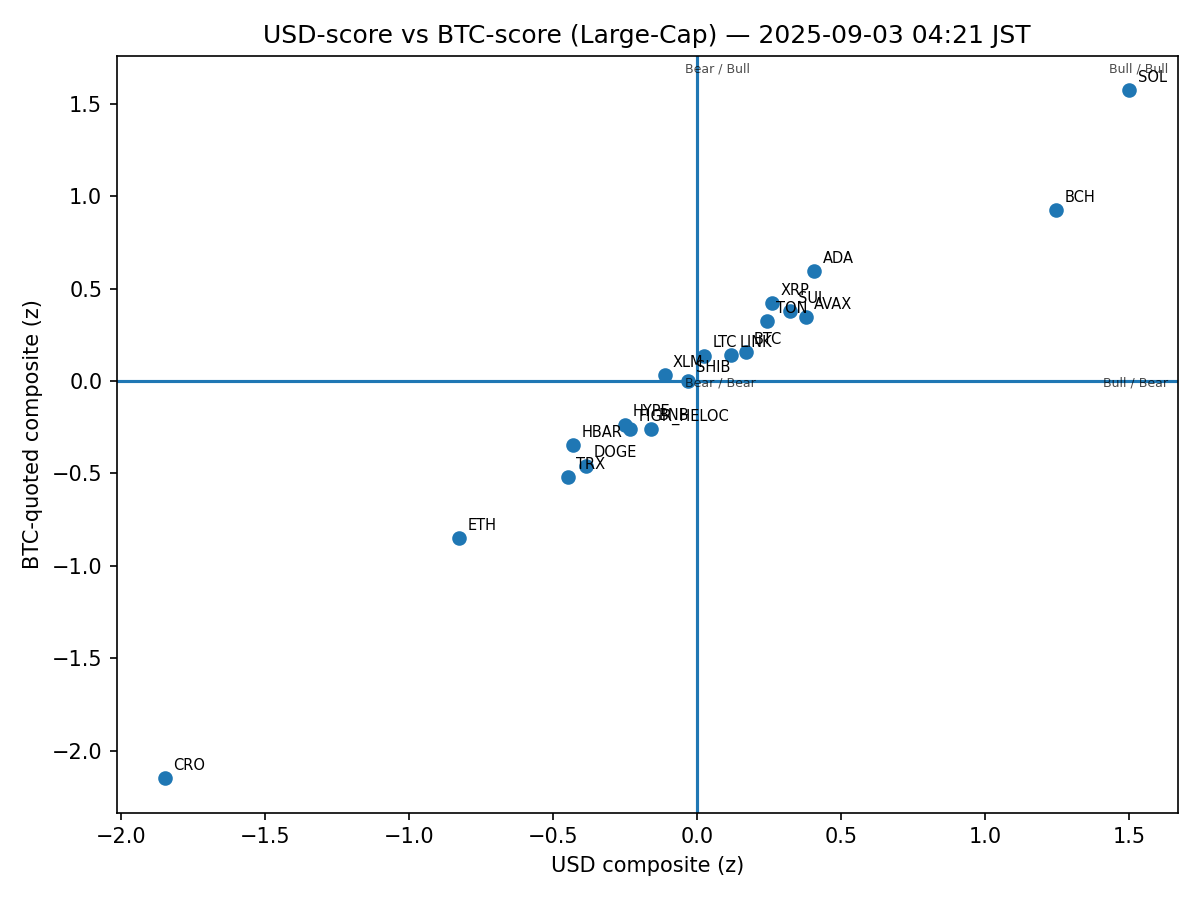 USD-score vs BTC-score (Large-Cap) — 2025-09-03 04:21 JST
Bear / Bull
Bull / Bull
SOL
BCH
ADA
XRP
SUI
AVAX
TON
BTC
LTC
LINK
XLM
SHIB
Bear / Bear
Bull / Bear
HYPE
BNB
FIGR_HELOC
HBAR
DOGE
TRX
ETH
CRO
1.5
1.0
0.5
0.0
−0.5
−1.0
−1.5
−2.0
BTC-quoted composite (z)
−2.0
−1.5
−1.0
−0.5
0.0
0.5
1.0
1.5
USD composite (z)